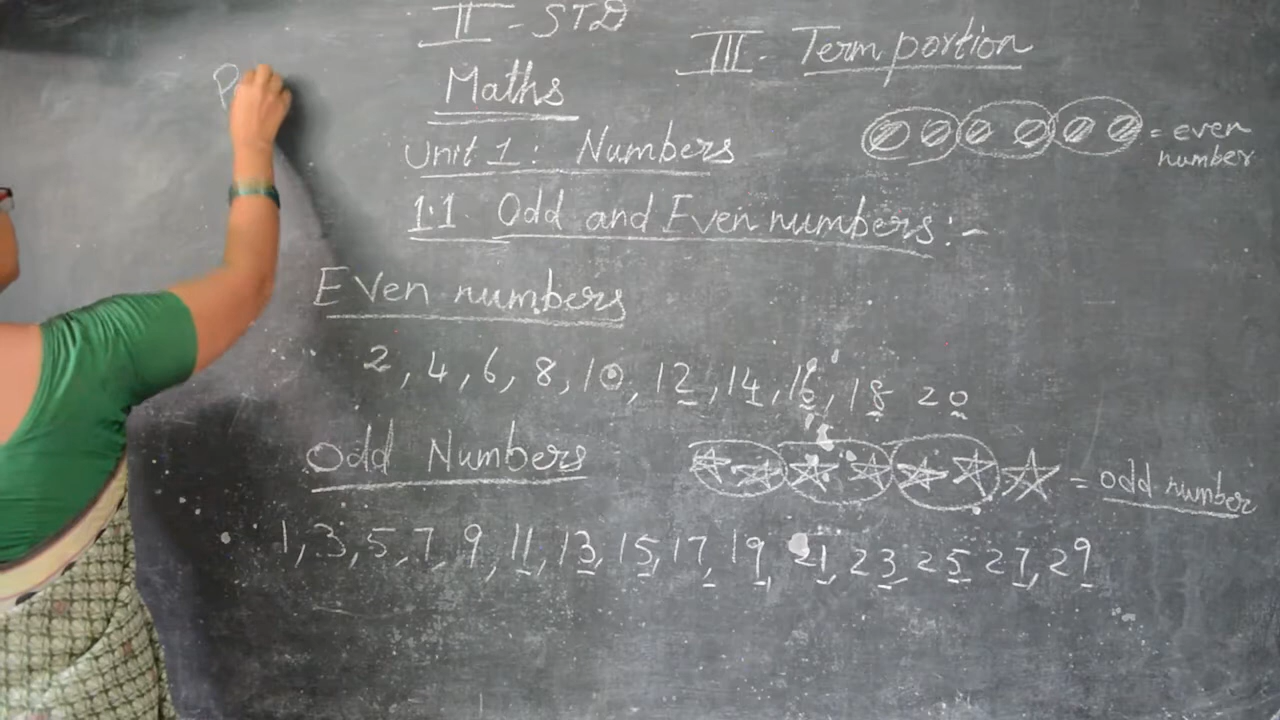 II - STD
III - Term portion
Maths
= even
number
Unit 1 : Numbers
1.1 Odd and Even numbers :-
Even numbers
2, 4, 6, 8, 10, 12, 14, 16, 18 20
Odd Numbers
= odd number
1, 3, 5, 7, 9, 11, 13, 15, 17, 19, 21, 23, 25 27, 29
P